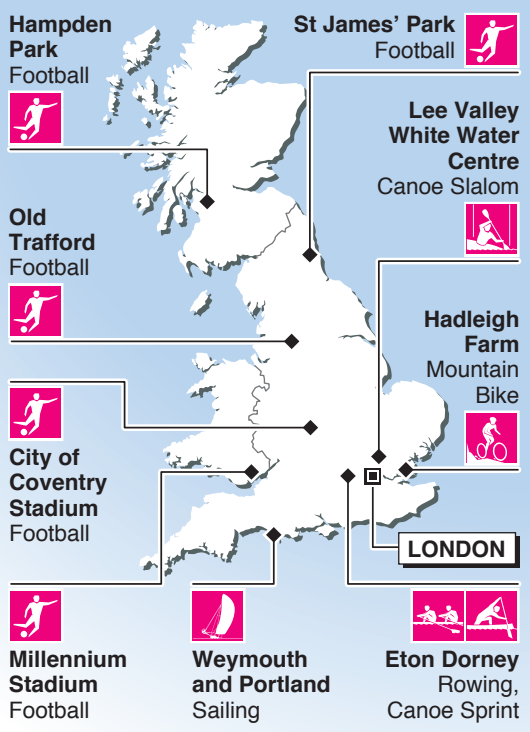 Hampden
Park
Football
St James’ Park
Football
Lee Valley
White Water
Centre
Canoe Slalom
Old
Trafford
Football
Hadleigh
Farm
Mountain
Bike
City of
Coventry
Stadium
Football
LONDON
Millennium
Stadium
Football
Weymouth
and Portland
Sailing
Eton Dorney
Rowing,
Canoe Sprint